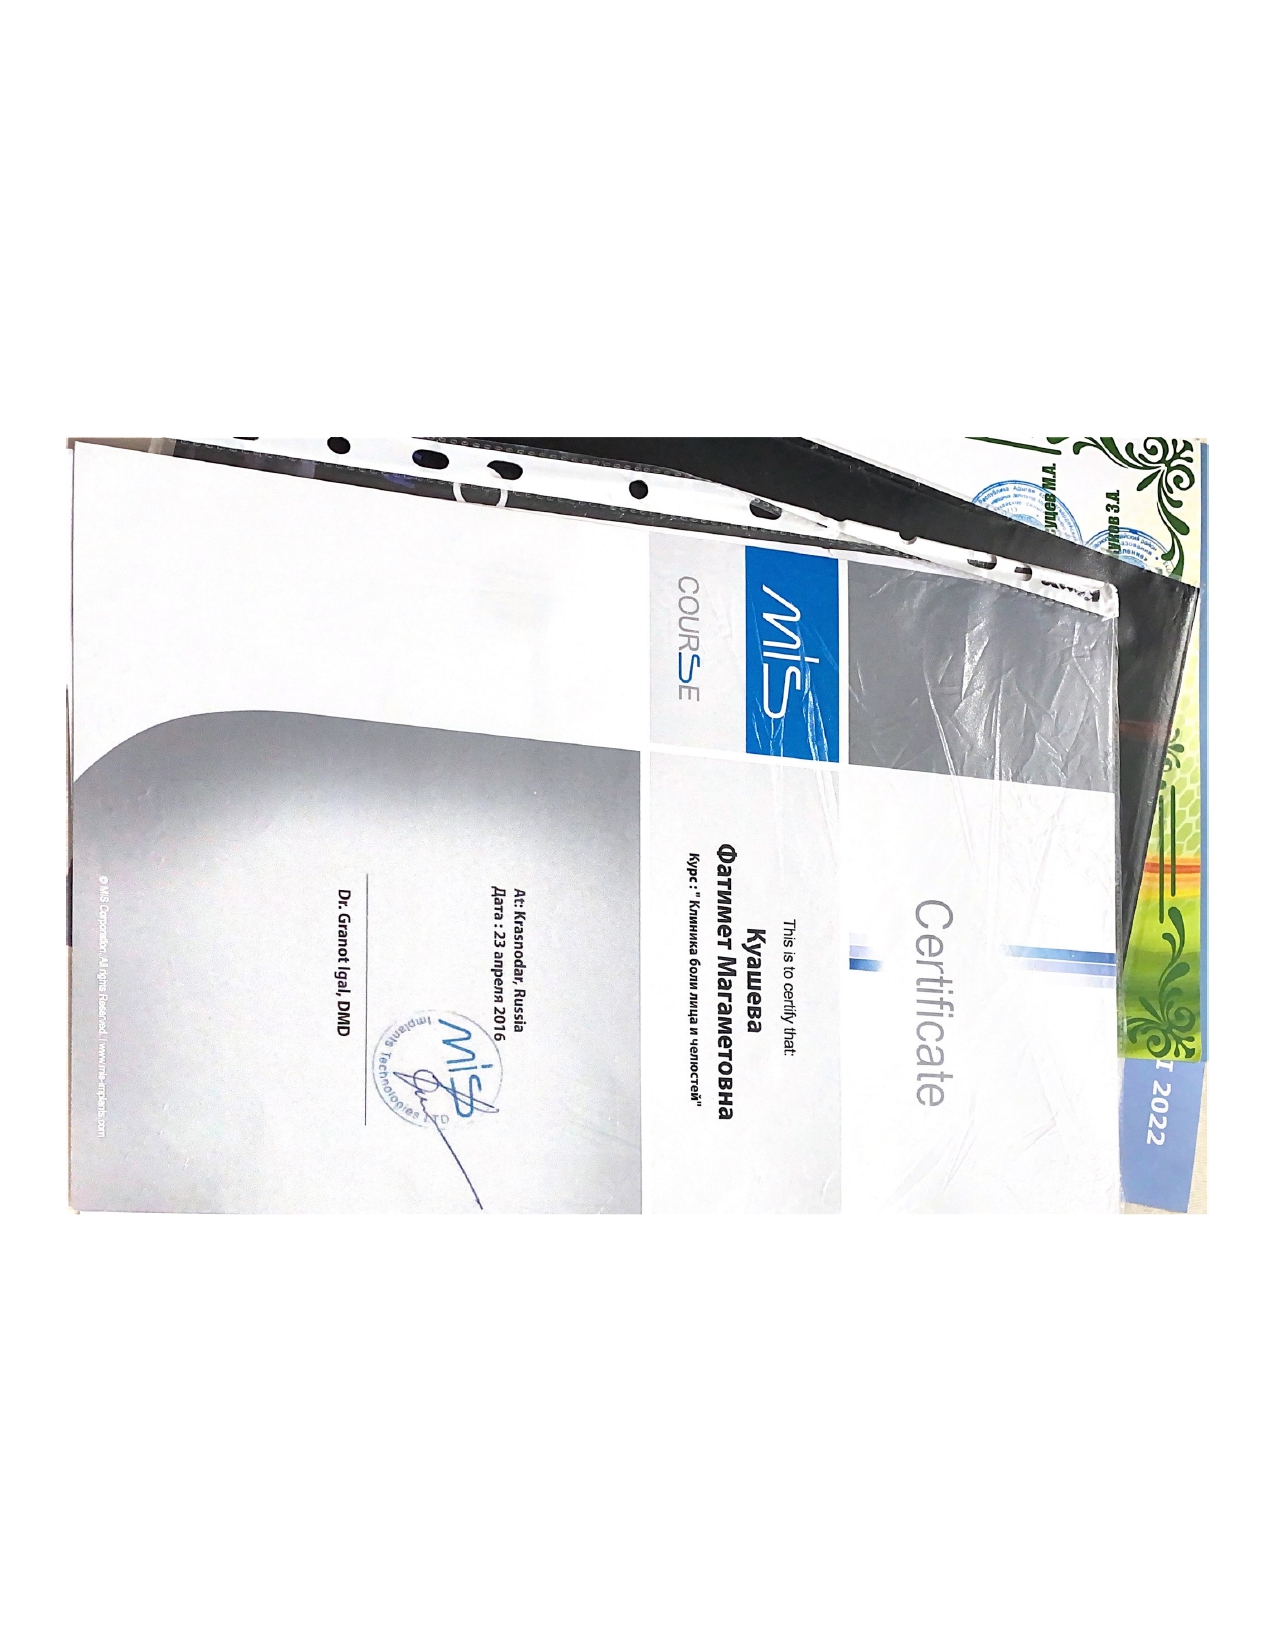 Certificate
MIS
COURSE
This is to certify that:
Куашева
Фатимет Магаметовна
Курс : " Клиника боли лица и челюстей"
At: Krasnodar, Russia
Дата : 23 апреля 2016
MIS
Implants Technologies
Dr. Granot Igal, DMD
© MIS Corporation. All rights Reserved. | www.mis-implants.com
2022